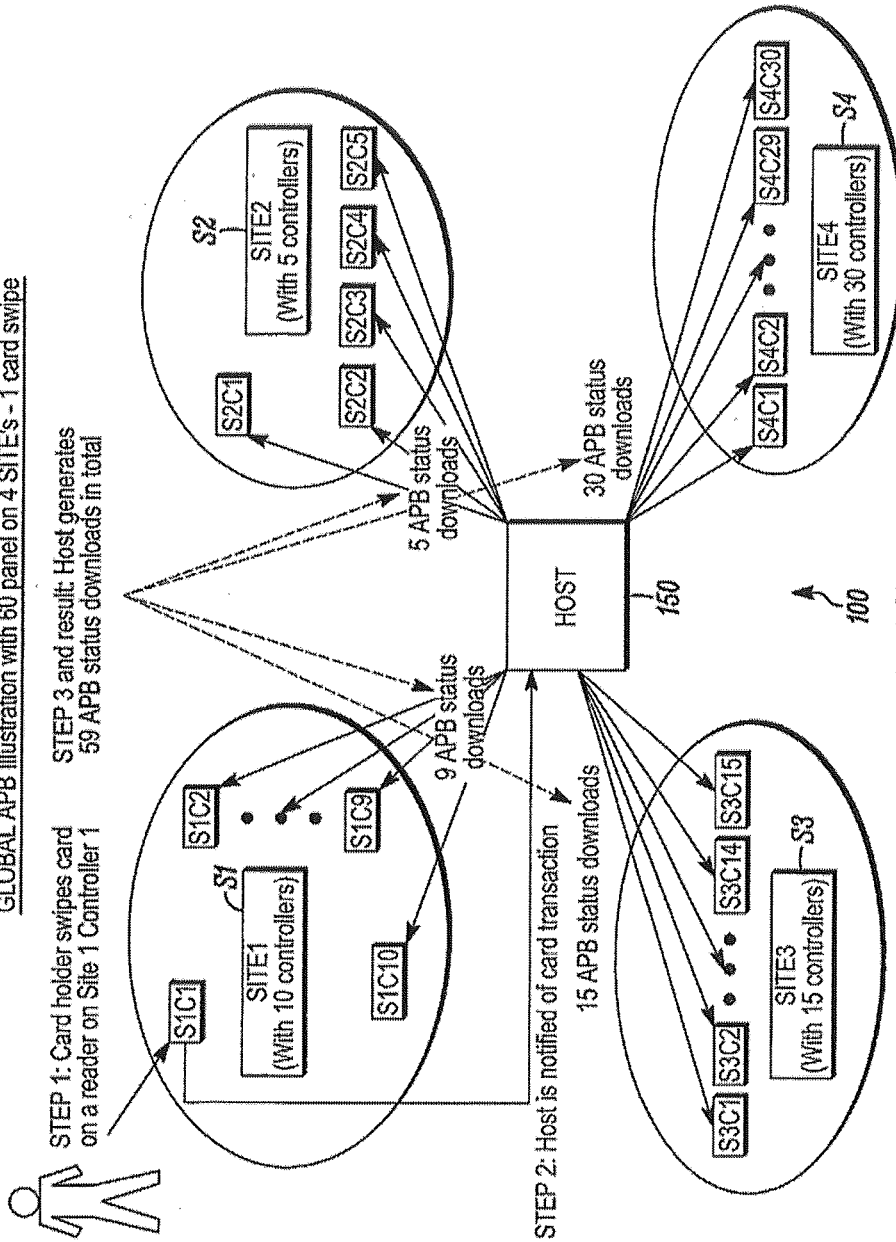 GLOBAL APB illustration with 60 panel on 4 SITE's - 1 card swipe
STEP 1: Card holder swipes card
on a reader on Site 1 Controller 1
STEP 3 and result: Host generates
59 APB status downloads in total
S1C1
S1C2
S1
SITE1
(With 10 controllers)
S1C9
S1C10
S2
S2C1
SITE2
(With 5 controllers)
S2C2
S2C3
S2C4
S2C5
9 APB status
downloads
5 APB status
downloads
STEP 2: Host is notified of card transaction
15 APB status downloads
30 APB status
downloads
HOST
150
S3C1
S3C2
S3C14
S3C15
SITE3
(With 15 controllers)
S3
S4C1
S4C2
S4C29
S4C30
SITE4
(With 30 controllers)
S4
100